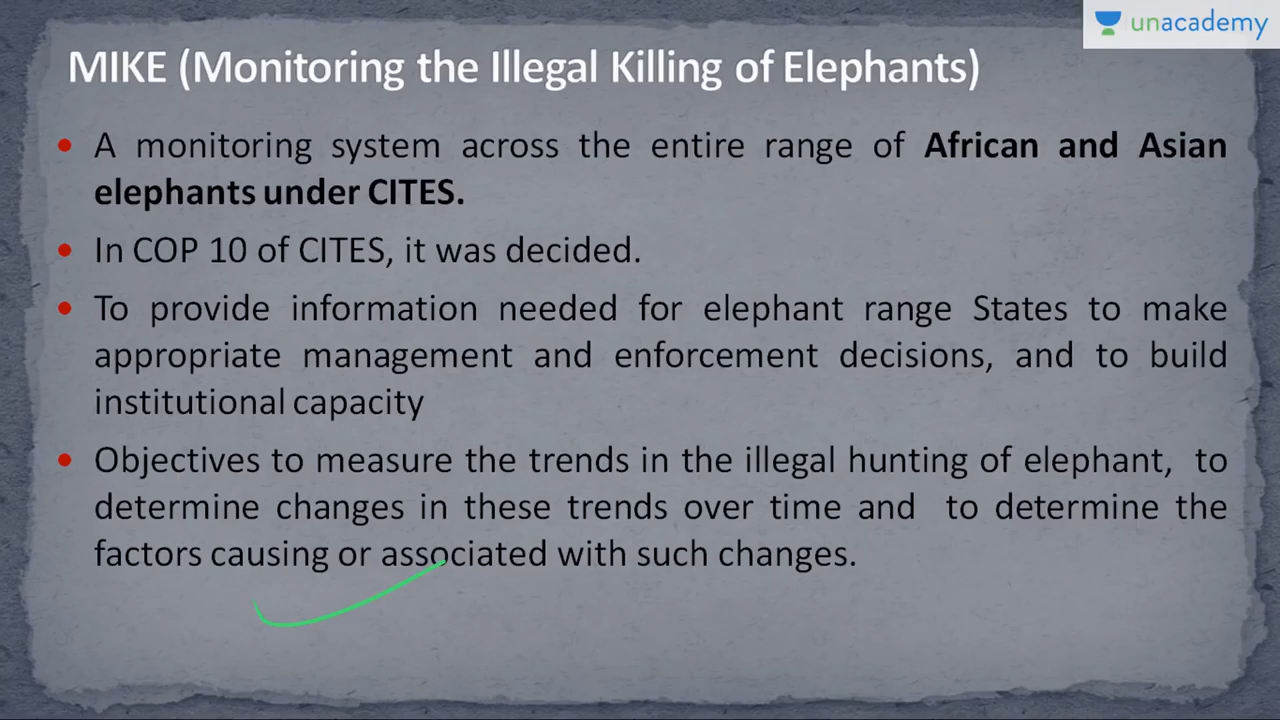 unacademy
MIKE (Monitoring the Illegal Killing of Elephants)
• A monitoring system across the entire range of African and Asian
elephants under CITES.
• In COP 10 of CITES, it was decided.
• To provide information needed for elephant range States to make
appropriate management and enforcement decisions, and to build
institutional capacity
• Objectives to measure the trends in the illegal hunting of elephant, to
determine changes in these trends over time and to determine the
factors causing or associated with such changes.